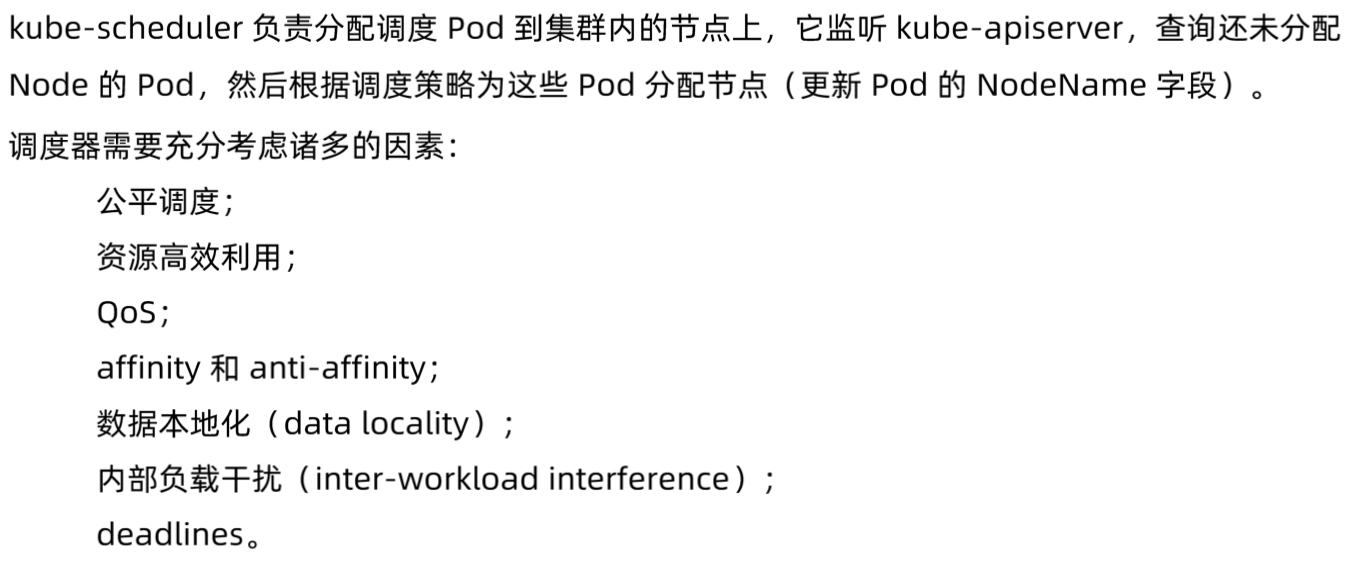 kube-scheduler 负责分配调度 Pod 到集群内的节点上，它监听 kube-apiserver，查询还未分配
Node 的 Pod，然后根据调度策略为这些 Pod 分配节点（更新 Pod 的 NodeName 字段）。
调度器需要充分考虑诸多的因素：
公平调度；
资源高效利用；
QoS；
affinity 和 anti-affinity；
数据本地化（data locality）；
内部负载干扰（inter-workload interference）；
deadlines。